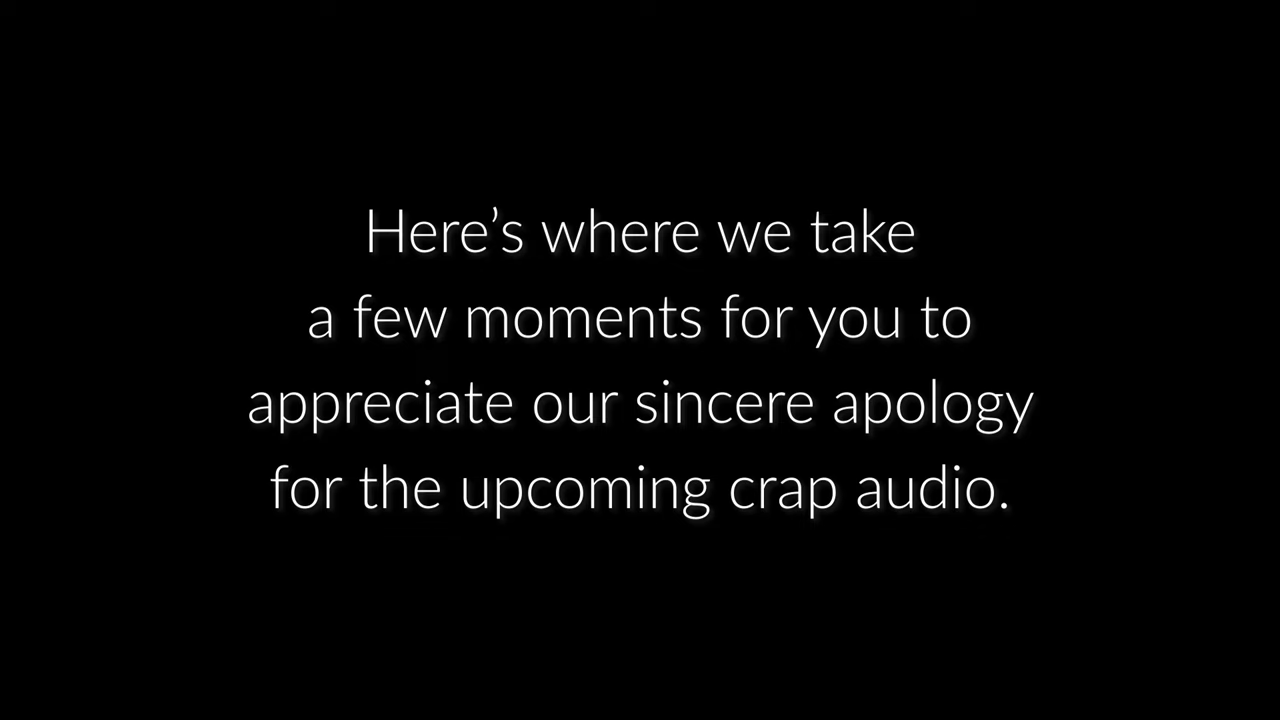 Here’s where we take
a few moments for you to
appreciate our sincere apology
for the upcoming crap audio.